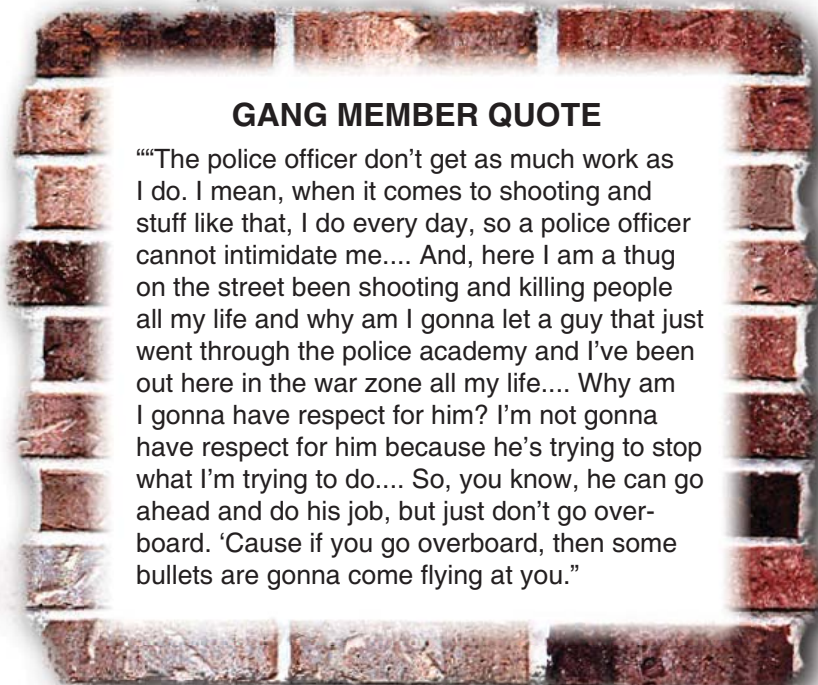 GANG MEMBER QUOTE
““The police officer don’t get as much work as
I do. I mean, when it comes to shooting and
stuff like that, I do every day, so a police officer
cannot intimidate me.... And, here I am a thug
on the street been shooting and killing people
all my life and why am I gonna let a guy that just
went through the police academy and I’ve been
out here in the war zone all my life.... Why am
I gonna have respect for him? I’m not gonna
have respect for him because he’s trying to stop
what I’m trying to do.... So, you know, he can go
ahead and do his job, but just don’t go over-
board. ‘Cause if you go overboard, then some
bullets are gonna come flying at you.”